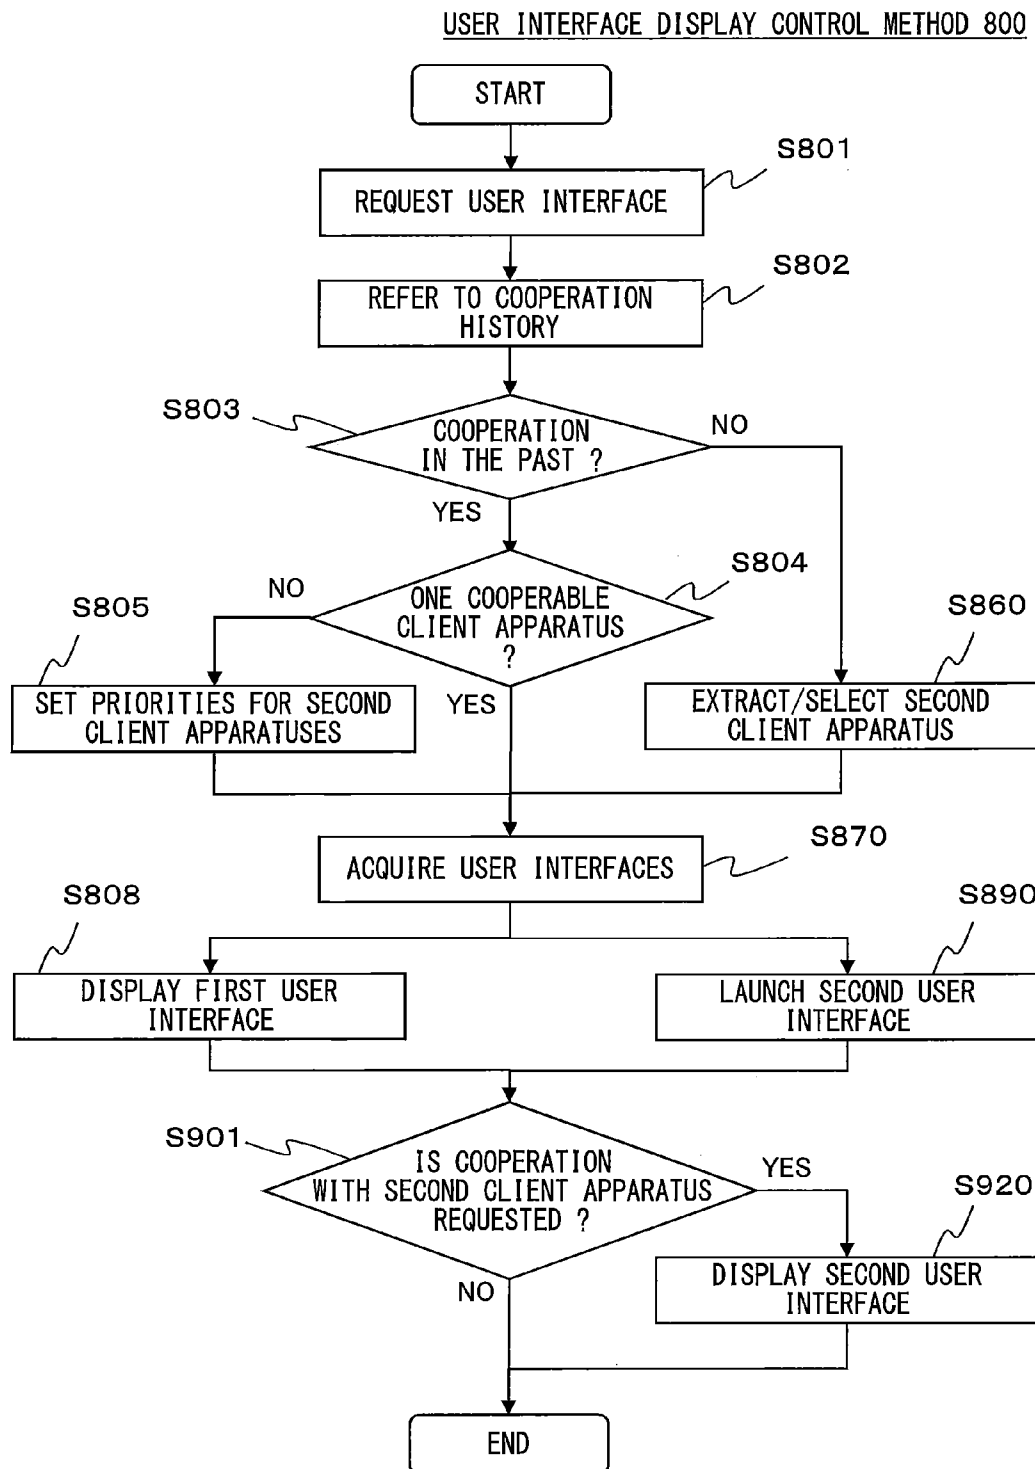 USER INTERFACE DISPLAY CONTROL METHOD 800
START
S801
REQUEST USER INTERFACE
S802
REFER TO COOPERATION
HISTORY
S803
COOPERATION
IN THE PAST ?
NO
YES
S804
NO
ONE COOPERABLE
CLIENT APPARATUS
?
S805
S860
YES
SET PRIORITIES FOR SECOND
CLIENT APPARATUSES
EXTRACT/SELECT SECOND
CLIENT APPARATUS
S870
ACQUIRE USER INTERFACES
S808
S890
DISPLAY FIRST USER
INTERFACE
LAUNCH SECOND USER
INTERFACE
S901
IS COOPERATION
WITH SECOND CLIENT APPARATUS
REQUESTED ?
YES
S920
NO
DISPLAY SECOND USER
INTERFACE
END